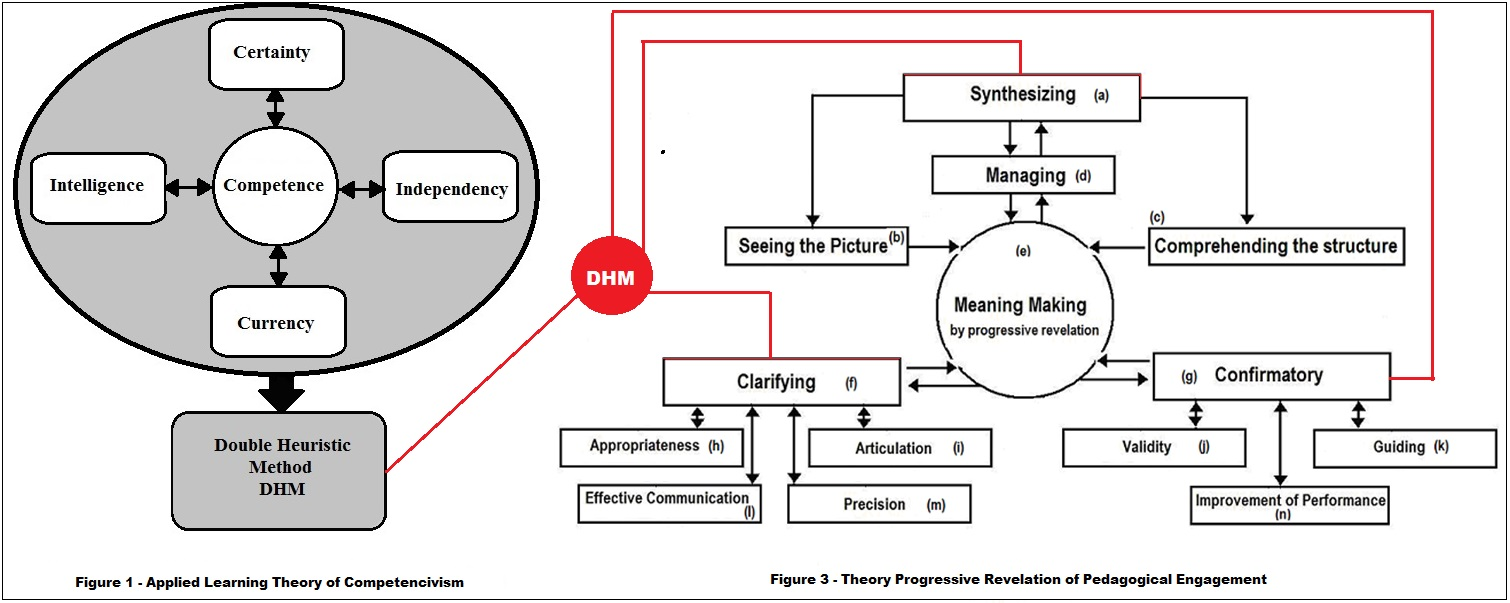 Certainty
Intelligence
Competence
Independency
Currency
Double Heuristic
Method
DHM
Figure 1 - Applied Learning Theory of Competencivism
DHM
Synthesizing (a)
Managing (d)
Seeing the Picture (b)
(c)
Comprehending the structure
(e)
Meaning Making
by progressive revelation
Clarifying (f)
(g) Confirmatory
Appropriateness (h)
Articulation (i)
Effective Communication
(l)
Precision (m)
Validity (j)
Guiding (k)
Improvement of Performance
(n)
Figure 3 - Theory Progressive Revelation of Pedagogical Engagement